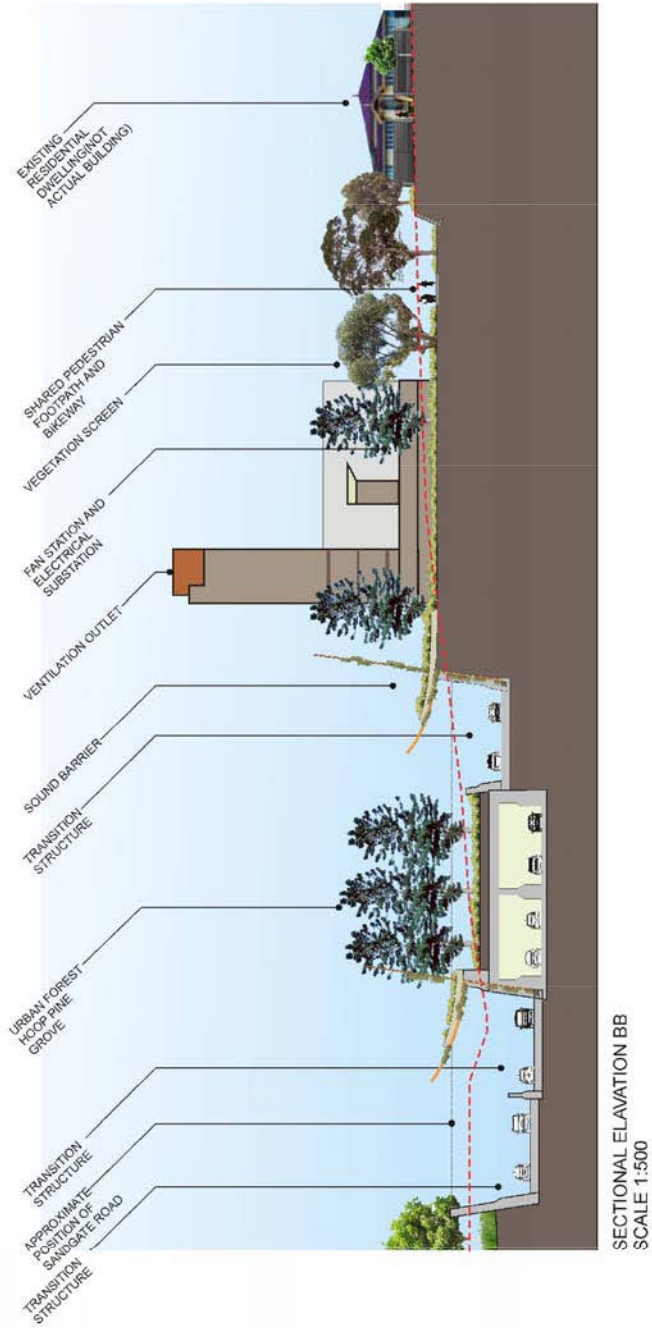 TRANSITION
STRUCTURE
APPROXIMATE
POSITION OF
SANDGATE ROAD
TRANSITION
STRUCTURE
URBAN FOREST
HOOP PINE
GROVE
TRANSITION
STRUCTURE
SOUND BARRIER
VENTILATION OUTLET
FAN STATION AND
ELECTRICAL
SUBSTATION
VEGETATION SCREEN
SHARED PEDESTRIAN
FOOTPATH AND
BIKEWAY
EXISTING
RESIDENTIAL
DWELLING(NOT
ACTUAL BUILDING)
SECTIONAL ELAVATION BB
SCALE 1:500